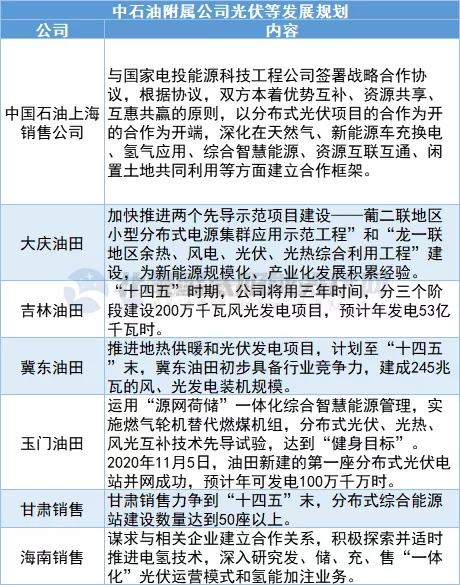 中石油附属公司光伏等发展规划
公司
内容
中国石油上海
销售公司
与国家电投能源科技工程公司签署战略合作协
议，根据协议，双方本着优势互补、资源共享、
互惠共赢的原则，以分布式光伏项目的合作为开
的合作为开端，深化在天然气、新能源车充换电
、氢气应用、综合智慧能源、资源互联互通、闲
置土地共同利用等方面建立合作框架。
大庆油田
加快推进两个先导示范项目建设——葡二联地区
小型分布式电源集群应用示范工程”和“龙一联
地区余热、风电、光伏、光热综合利用工程”建
设，为新能源规模化、产业化发展积累经验。
吉林油田
“十四五”时期，公司将用三年时间，分三个阶
段建设200万千瓦风光发电项目，预计年发电53亿
千瓦时。
冀东油田
推进地热供暖和光伏发电项目，计划至“十四五”
末，冀东油田初步具备行业竞争力，建成245兆
瓦的风、光发电装机规模。
玉门油田
运用“源网荷储”一体化综合智慧能源管理，实
施燃气轮机替代燃煤机组，分布式光伏、光热、
风光互补技术先导试验，达到“健身目标”。
2020年11月5日，油田新建的第一座分布式光伏电
站并网成功，预计年可发电100万千万时。
甘肃销售
甘肃销售力争到“十四五”末，分布式综合能源
站建设数量达到50座以上。
海南销售
谋求与相关企业建立合作关系，积极探索并适时
推进电氢技术，深入研究发、储、充、售“一体
化”光伏运营模式和氢能加注业务。